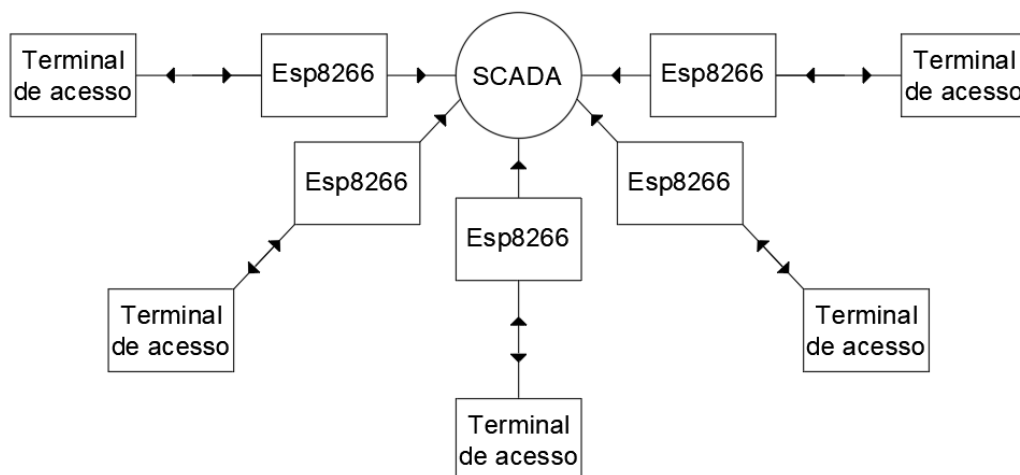 Terminal
de acesso
Esp8266
SCADA
Esp8266
Terminal
de acesso
Esp8266
Esp8266
Esp8266
Terminal
de acesso
Terminal
de acesso
Terminal
de acesso